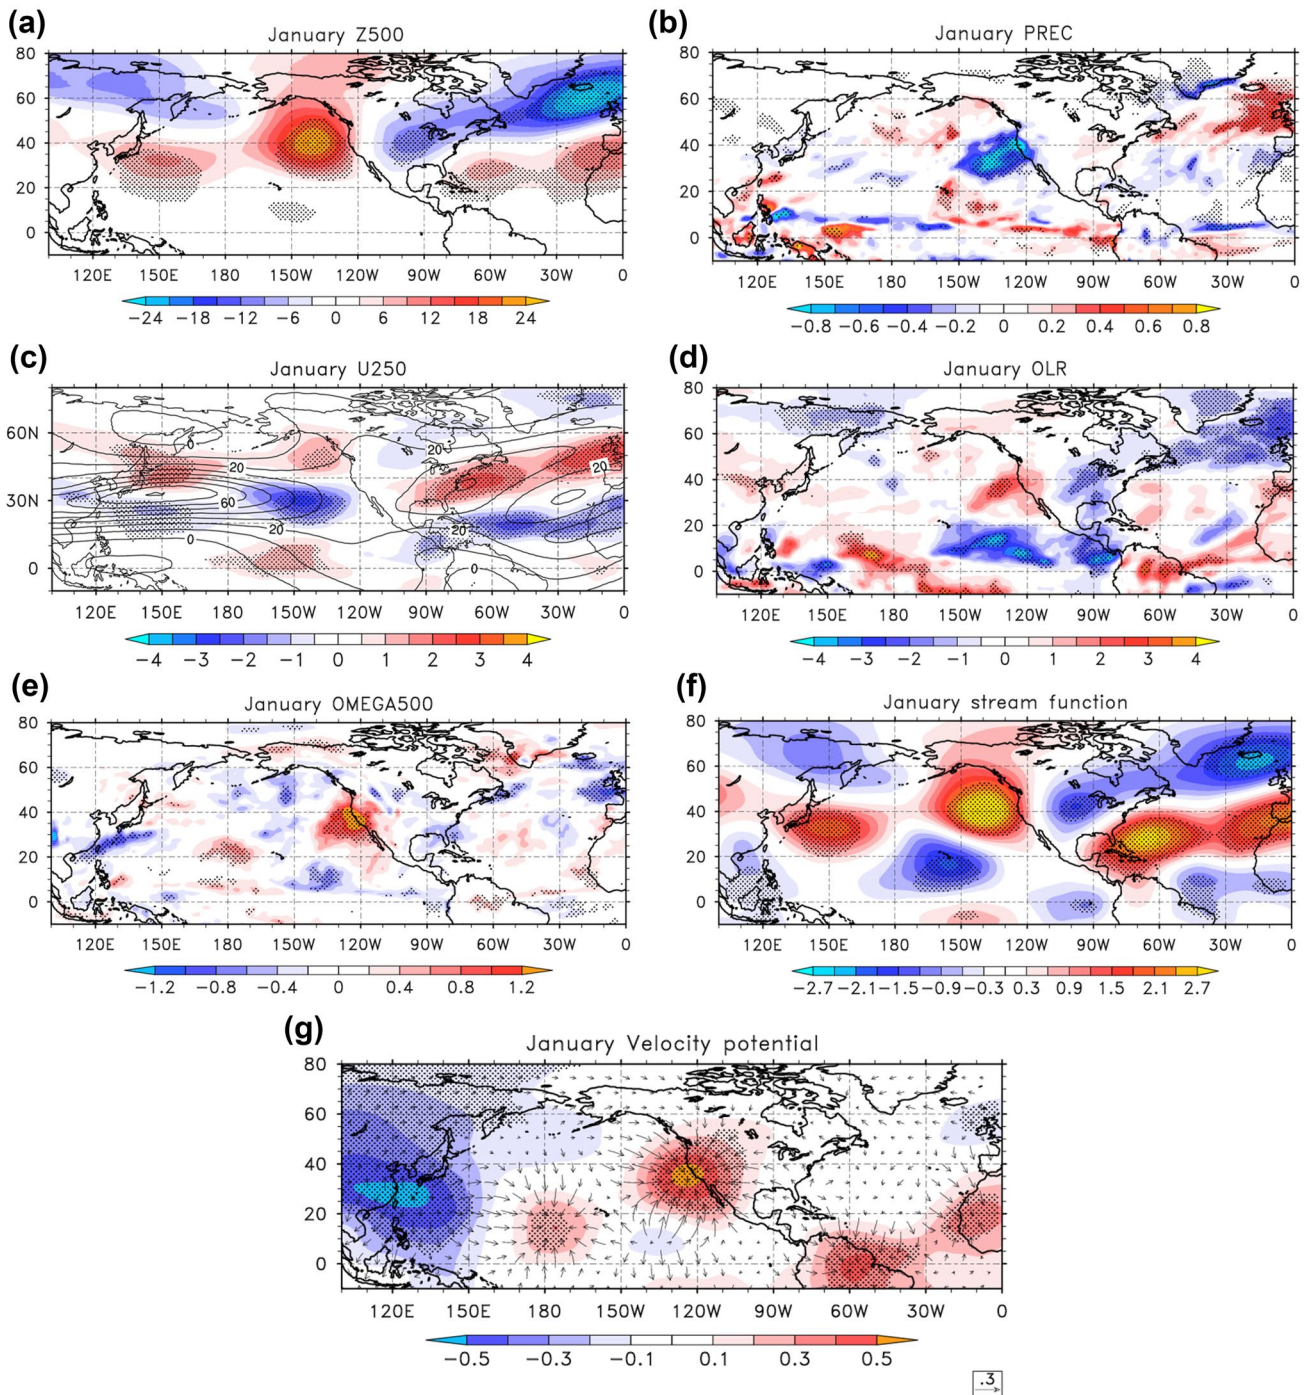 (a)
January Z500
80
60
40
20
0
120E 150E 180 150W 120W 90W 60W 30W 0
−24 −18 −12 −6 0 6 12 18 24
(b)
January PREC
80
60
40
20
0
120E 150E 180 150W 120W 90W 60W 30W 0
−0.8 −0.6 −0.4 −0.2 0 0.2 0.4 0.6 0.8
(c)
January U250
60N
30N
0
0
20
60
20
0
20
20
20
0
120E 150E 180 150W 120W 90W 60W 30W 0
−4 −3 −2 −1 0 1 2 3 4
(d)
January OLR
80
60
40
20
0
120E 150E 180 150W 120W 90W 60W 30W 0
−4 −3 −2 −1 0 1 2 3 4
(e)
January OMEGA500
80
60
40
20
0
120E 150E 180 150W 120W 90W 60W 30W 0
−1.2 −0.8 −0.4 0 0.4 0.8 1.2
(f)
January stream function
80
60
40
20
0
120E 150E 180 150W 120W 90W 60W 30W 0
−2.7 −2.1 −1.5 −0.9 −0.3 0.3 0.9 1.5 2.1 2.7
(g)
January Velocity potential
80
60
40
20
0
120E 150E 180 150W 120W 90W 60W 30W 0
−0.5 −0.3 −0.1 0.1 0.3 0.5
.3